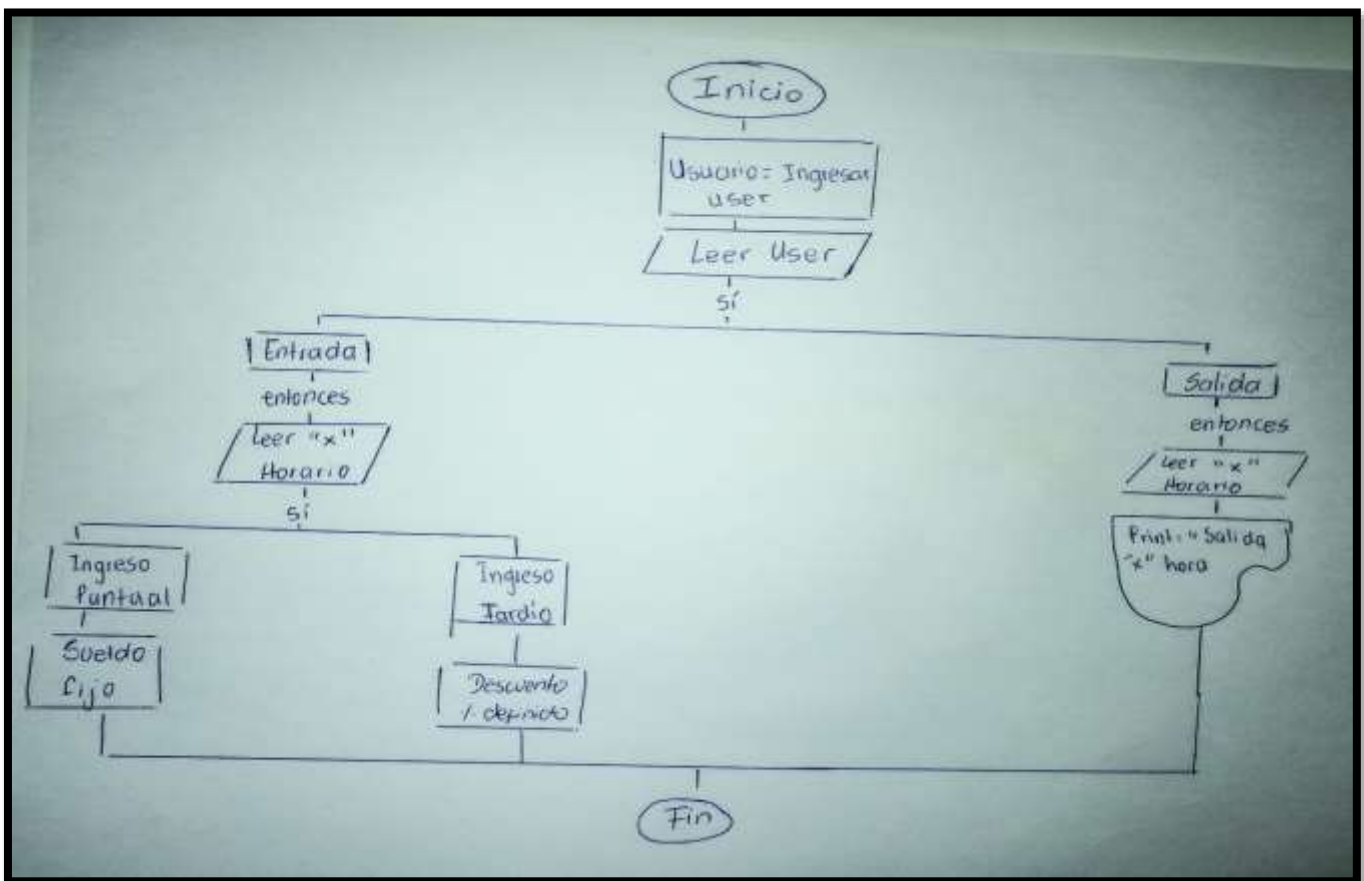 Inicio
Usuario = Ingresar
user
Leer User
sí
Entrada
entonces
Leer "x"
Horario
sí
Ingreso
Puntual
Sueldo
fijo
Ingreso
Tardío
Descuento
% definido
Salida
entonces
Leer "x"
Horario
Print: "Salida
"x" hora
Fin